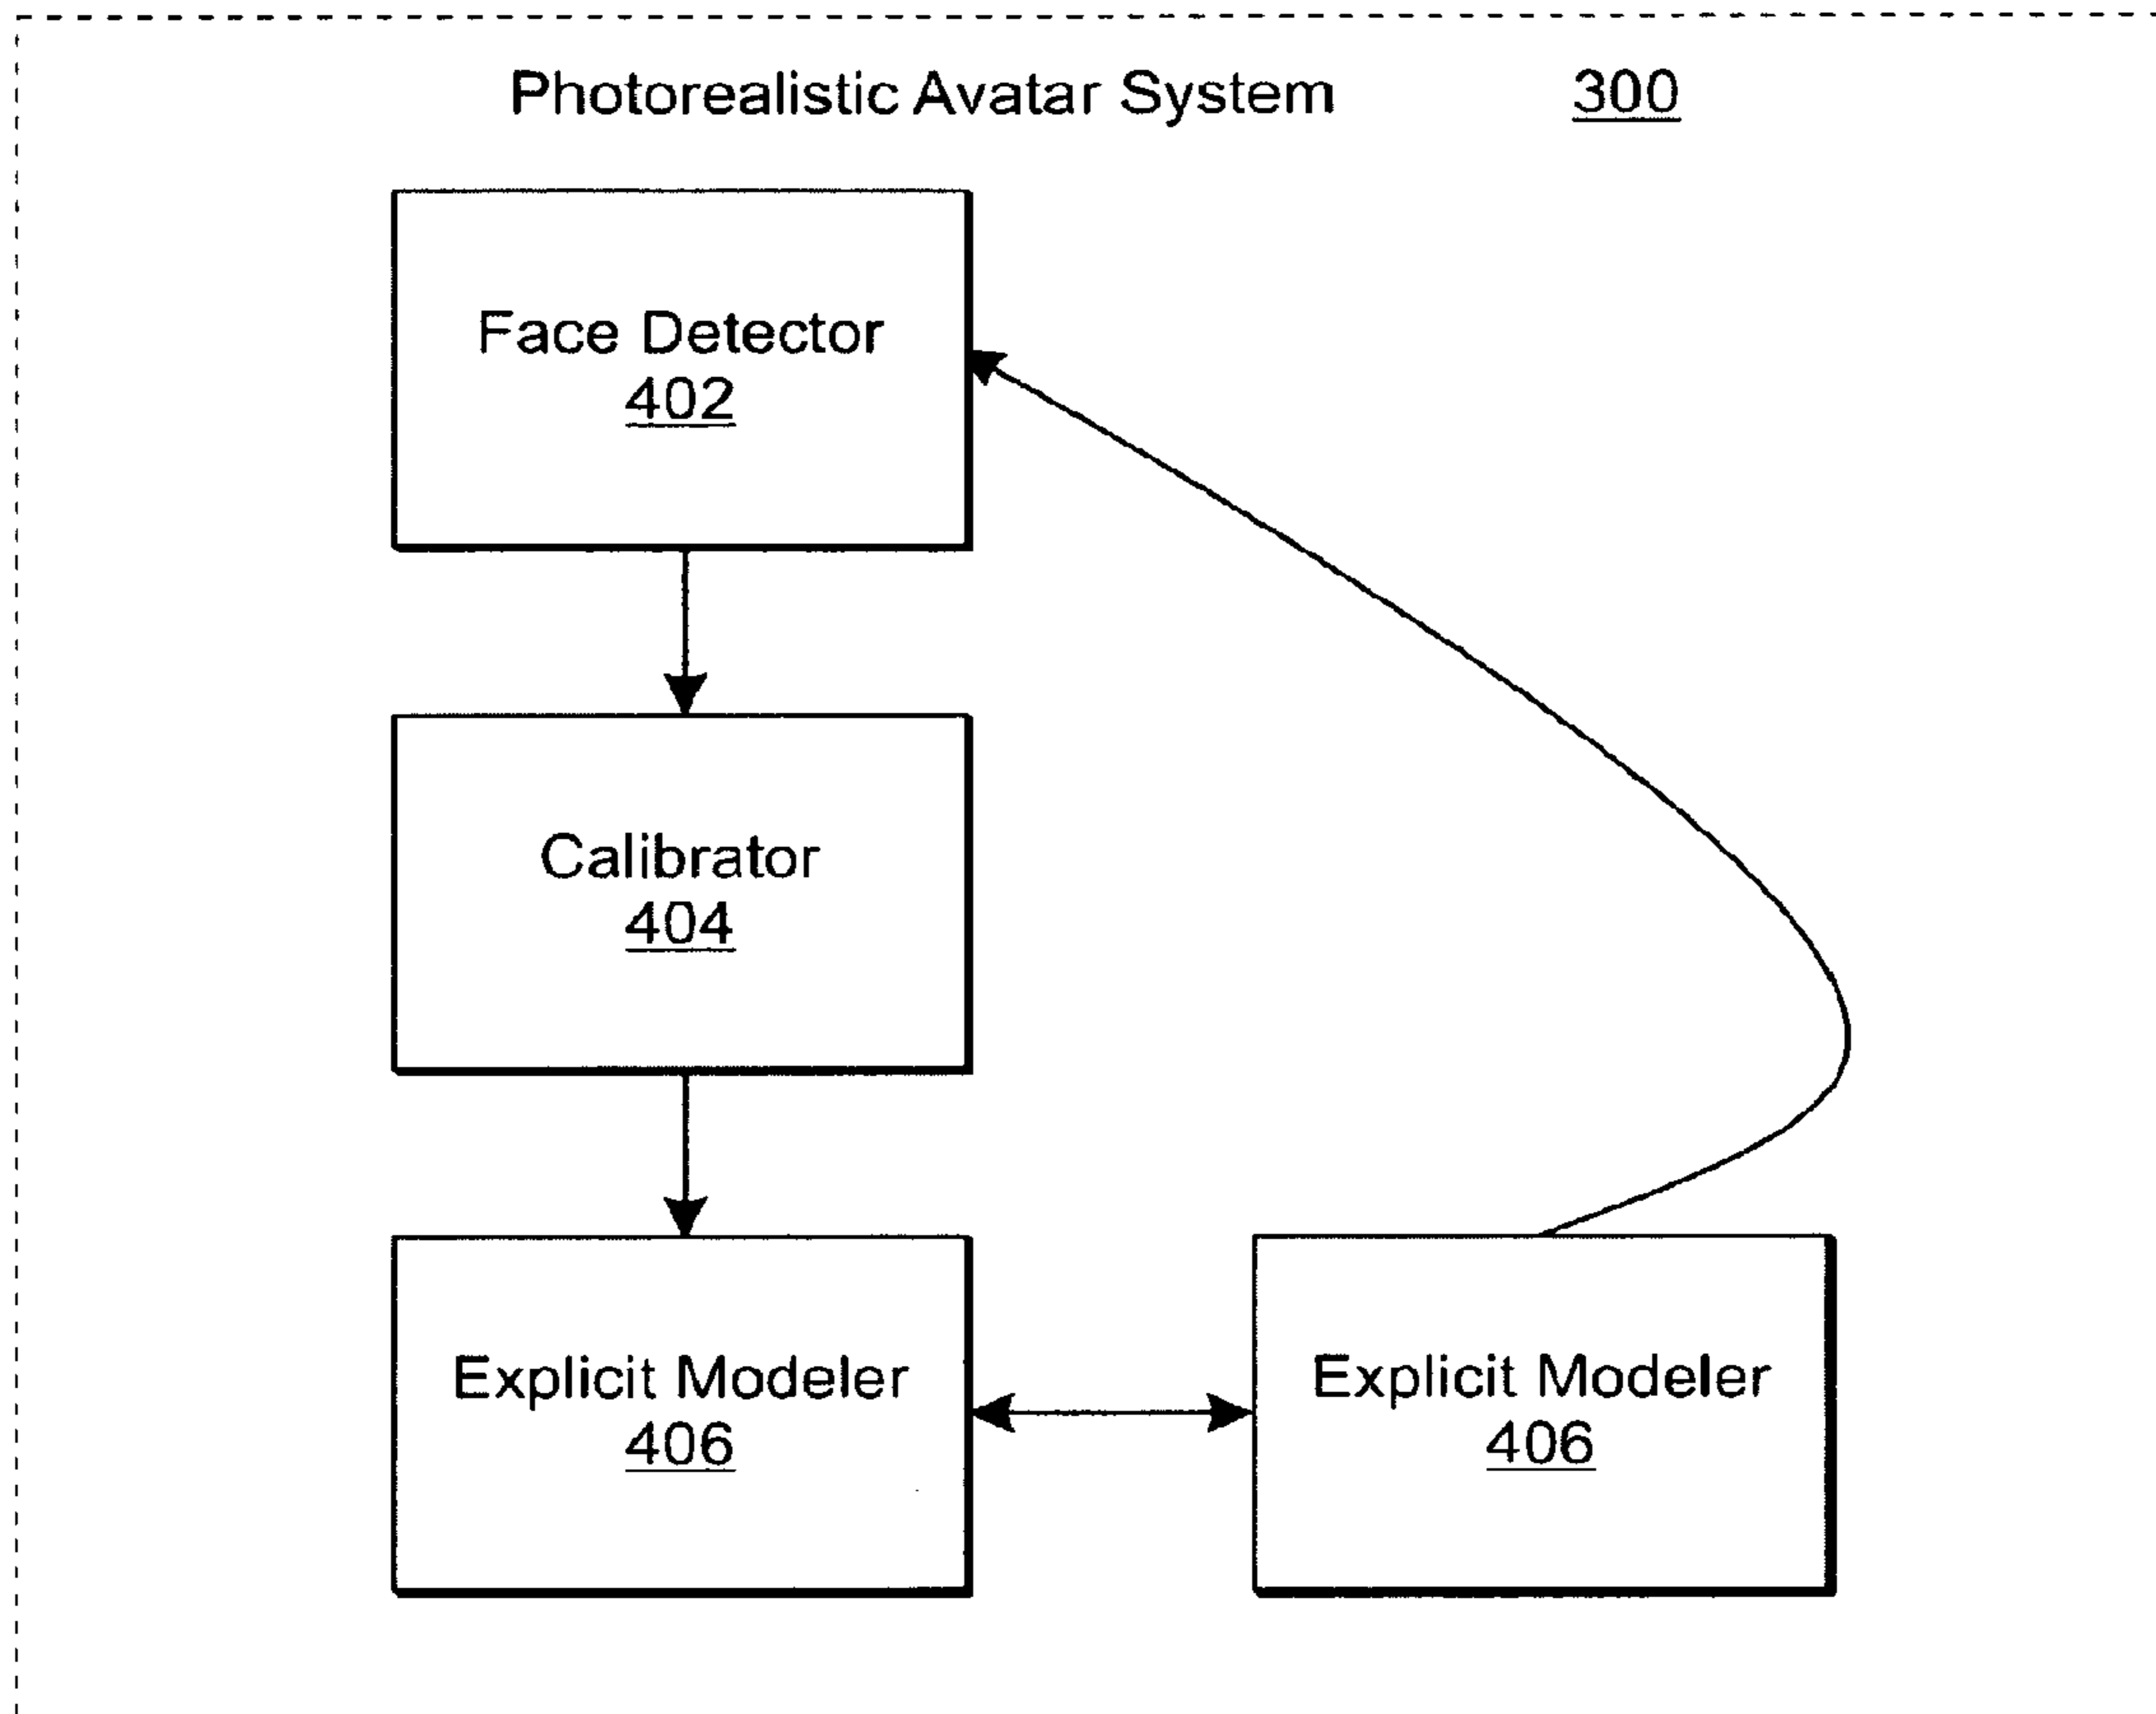 Photorealistic Avatar System 300
Face Detector
402
Calibrator
404
Explicit Modeler
406
Explicit Modeler
406